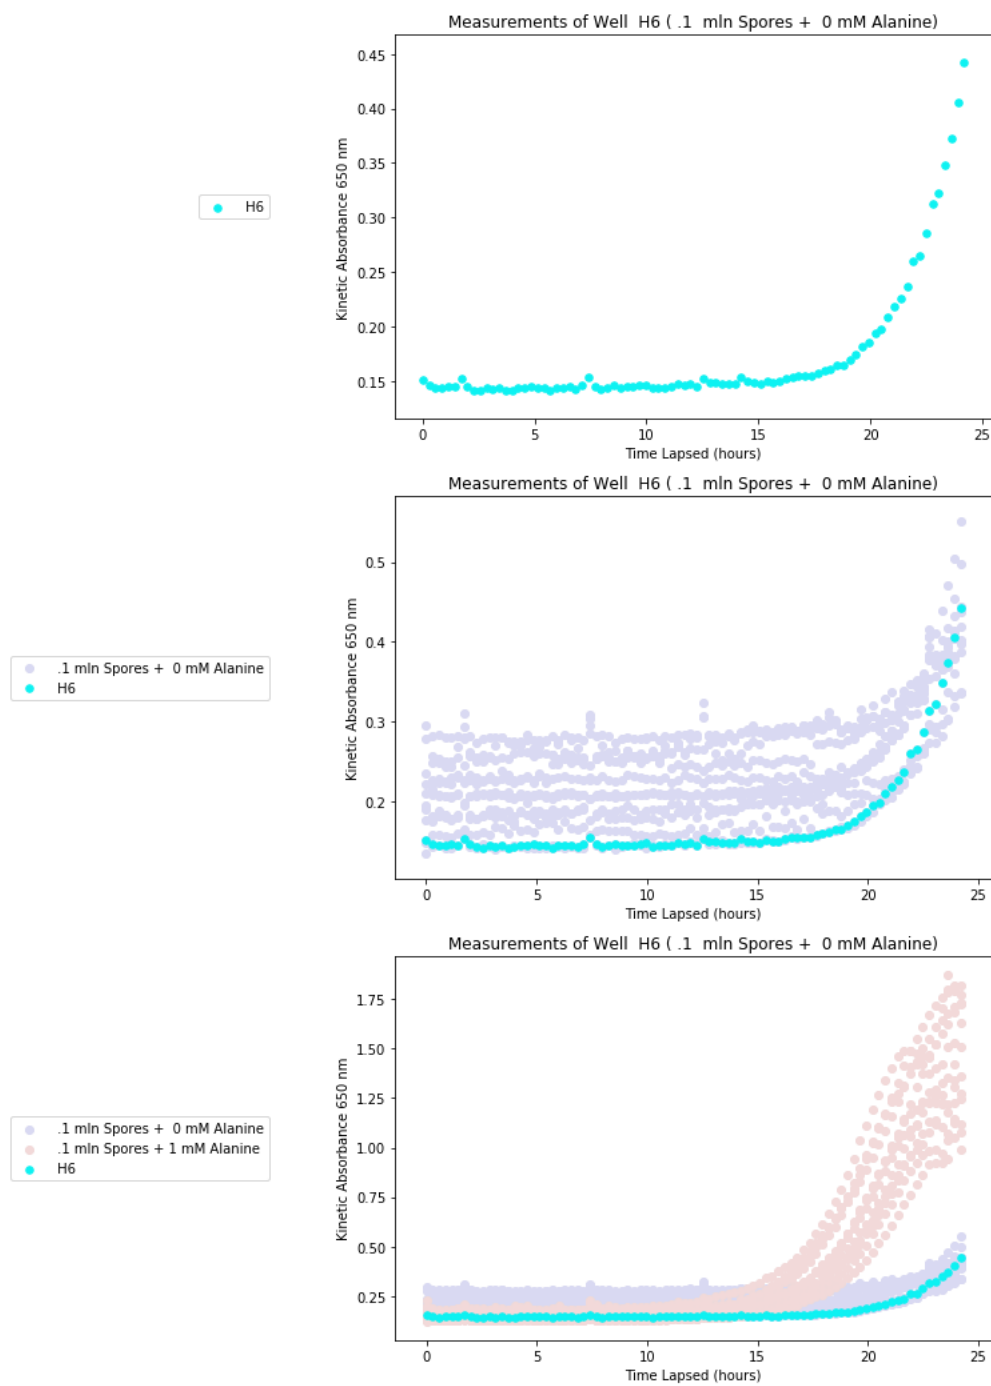 Measurements of Well  H6 ( .1  mln Spores +  0 mM Alanine)
0.45
0.40
0.35
0.30
0.25
0.20
0.15
Kinetic Absorbance 650 nm
H6
0 5 10 15 20 25
Time Lapsed (hours)
Measurements of Well  H6 ( .1  mln Spores +  0 mM Alanine)
0.5
0.4
0.3
0.2
Kinetic Absorbance 650 nm
.1 mln Spores +  0 mM Alanine
H6
0 5 10 15 20 25
Time Lapsed (hours)
Measurements of Well  H6 ( .1  mln Spores +  0 mM Alanine)
1.75
1.50
1.25
1.00
0.75
0.50
0.25
Kinetic Absorbance 650 nm
.1 mln Spores +  0 mM Alanine
.1 mln Spores + 1 mM Alanine
H6
0 5 10 15 20 25
Time Lapsed (hours)